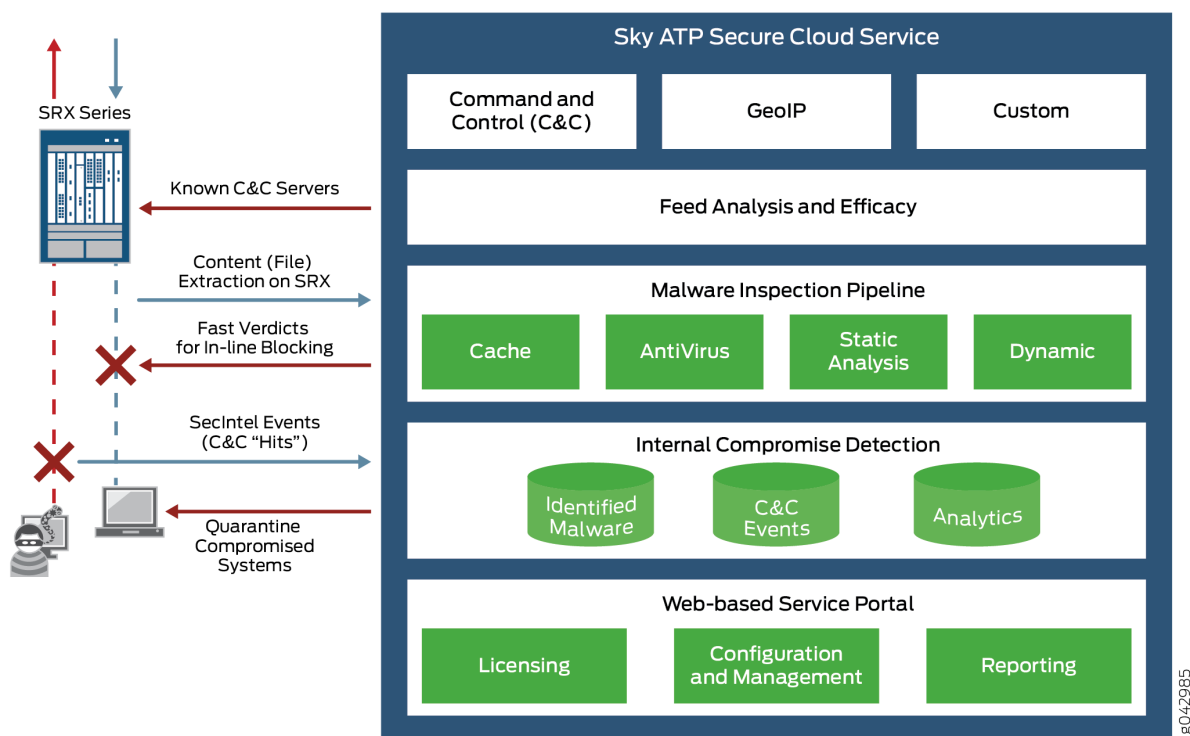 Sky ATP Secure Cloud Service
Command and
Control (C&C)
GeoIP
Custom
SRX Series
Known C&C Servers
Feed Analysis and Efficacy
Content (File)
Extraction on SRX
Malware Inspection Pipeline
Fast Verdicts
for In-line Blocking
Cache
AntiVirus
Static
Analysis
Dynamic
SecIntel Events
(C&C “Hits”)
Internal Compromise Detection
Identified
Malware
C&C
Events
Analytics
Quarantine
Compromised
Systems
Web-based Service Portal
Licensing
Configuration
and Management
Reporting
g042985